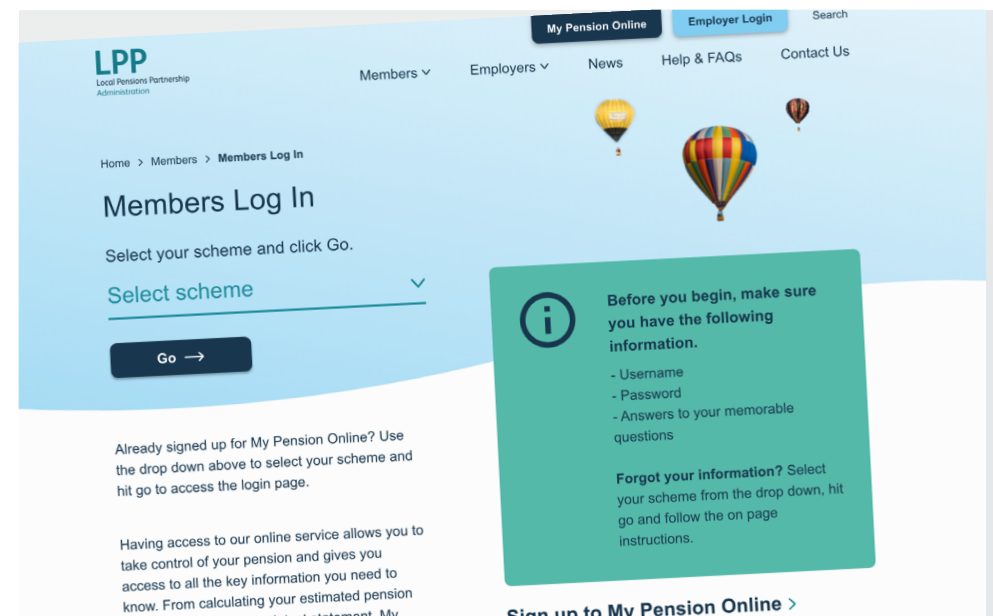 My Pension Online
Employer Login
Search
LPP
Local Pensions Partnership
Administration
Members
Employers
News
Help & FAQs
Contact Us
Home > Members > Members Log In
Members Log In
Select your scheme and click Go.
Select scheme
Go →
Already signed up for My Pension Online? Use
the drop down above to select your scheme and
hit go to access the login page.
Having access to our online service allows you to
take control of your pension and gives you
access to all the key information you need to
know. From calculating your estimated pension
statement. My
Before you begin, make sure
you have the following
information.
- Username
- Password
- Answers to your memorable
questions
Forgot your information? Select
your scheme from the drop down, hit
go and follow the on page
instructions.
Sign up to My Pension Online >